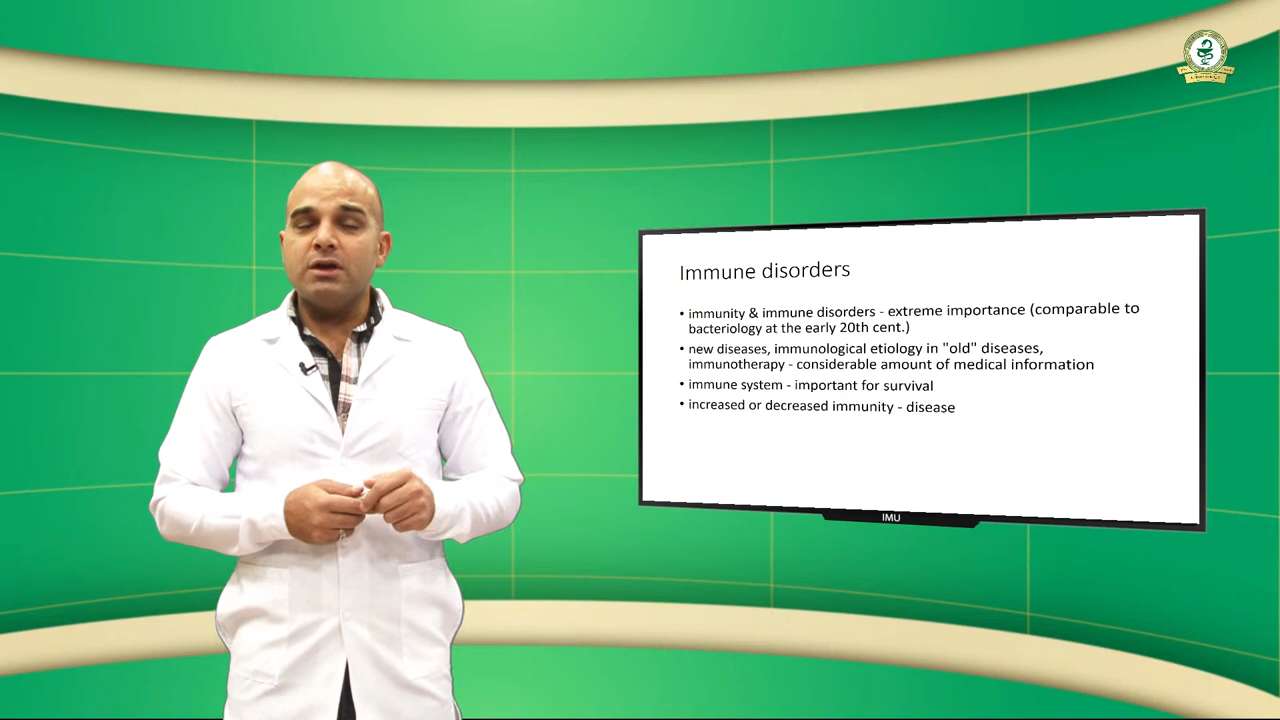 Immune disorders
• immunity & immune disorders - extreme importance (comparable to
bacteriology at the early 20th cent.)
• new diseases, immunological etiology in "old" diseases,
immunotherapy - considerable amount of medical information
• immune system - important for survival
• increased or decreased immunity - disease
IMU